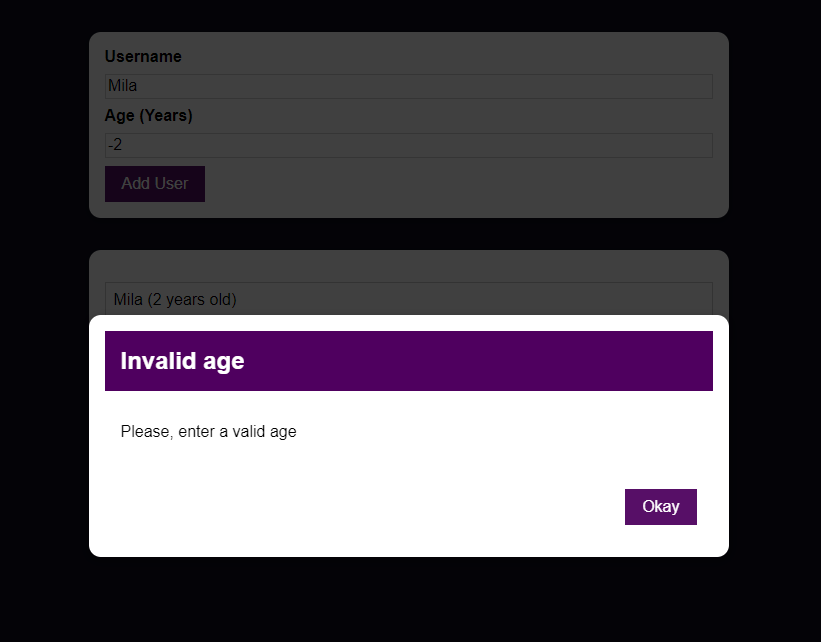 Username
Mila
Age (Years)
-2
Add User
Mila (2 years old)
Invalid age
Please, enter a valid age
Okay